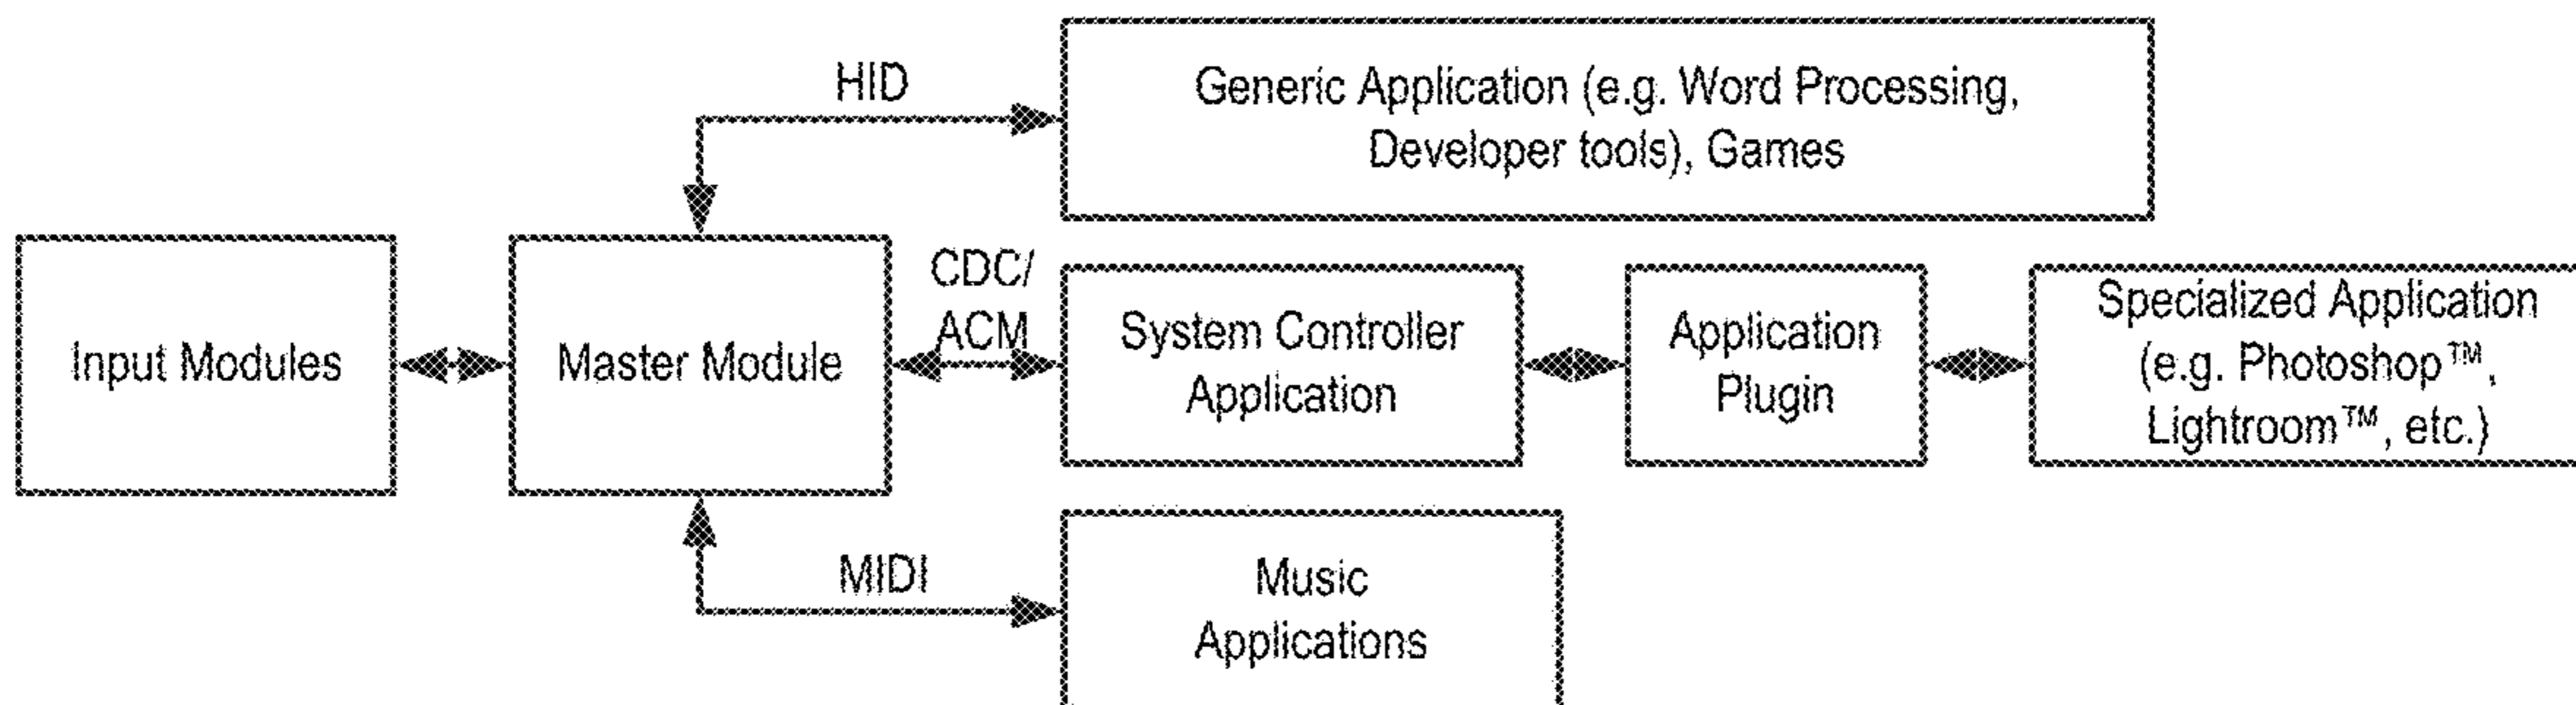 HID
Generic Application (e.g. Word Processing,
Developer tools), Games
Input Modules
Master Module
CDC/
ACM
System Controller
Application
Application
Plugin
Specialized Application
(e.g. Photoshop™,
Lightroom™, etc.)
MIDI
Music
Applications